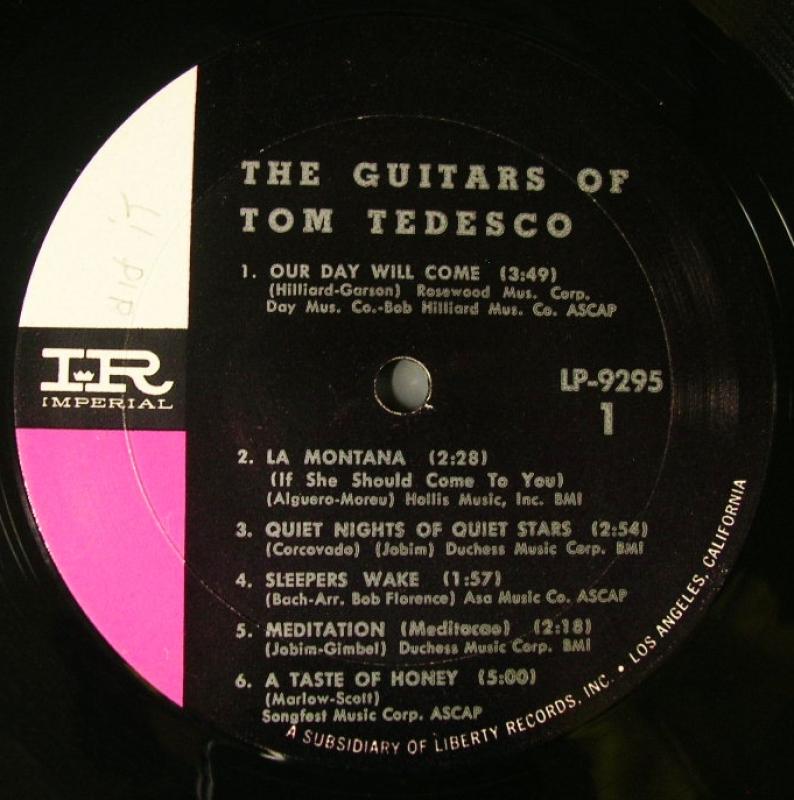 THE GUITARS OF
TOM TEDESCO
1. OUR DAY WILL COME (3:49)
(Hilliard-Garson) Rosewood Mus. Corp.
Day Mus. Co.-Bob Hilliard Mus. Co. ASCAP
IR
IMPERIAL
LP-9295
1
2. LA MONTANA (2:28)
(If She Should Come To You)
(Alguero-Moreu) Hollis Music, Inc. BMI
3. QUIET NIGHTS OF QUIET STARS (2:54)
(Corcovado) (Jobim) Duchess Music Corp. BMI
4. SLEEPERS WAKE (1:57)
(Bach-Arr. Bob Florence) Asa Music Co. ASCAP
5. MEDITATION (Meditacao) (2:18)
(Jobim-Gimbel) Duchess Music Corp. BMI
6. A TASTE OF HONEY (5:00)
(Marlow-Scott)
Songfest Music Corp. ASCAP
A SUBSIDIARY OF LIBERTY RECORDS, INC. • LOS ANGELES, CALIFORNIA